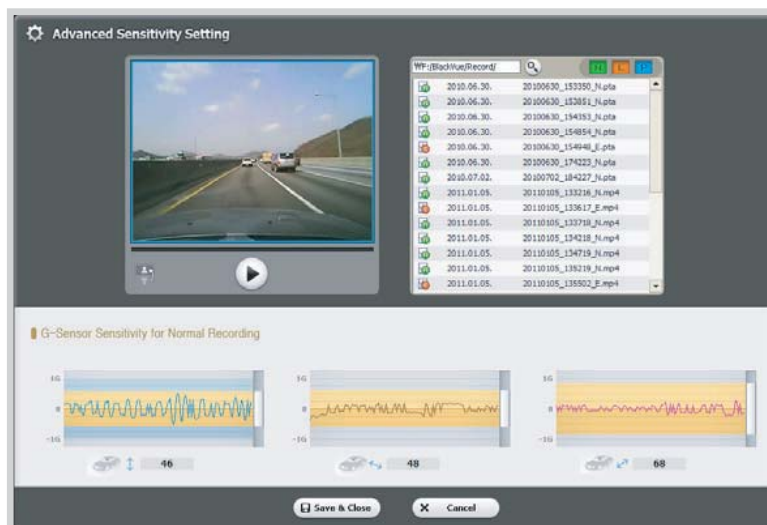 Advanced Sensitivity Setting
₩F:/BlackVue/Record/
N E P
2010.06.30. 20100630_153350_N.pta
2010.06.30. 20100630_153851_N.pta
2010.06.30. 20100630_154353_N.pta
2010.06.30. 20100630_154854_N.pta
2010.06.30. 20100630_154948_E.pta
2010.06.30. 20100630_174223_N.pta
2010.07.02. 20100702_184227_N.pta
2011.01.05. 20110105_133216_N.mp4
2011.01.05. 20110105_133617_E.mp4
2011.01.05. 20110105_133718_N.mp4
2011.01.05. 20110105_134218_N.mp4
2011.01.05. 20110105_134719_N.mp4
2011.01.05. 20110105_135219_N.mp4
2011.01.05. 20110105_135502_E.mp4
G-Sensor Sensitivity for Normal Recording
1G 1G 1G
0 0 0
-1G -1G -1G
46 48 68
Save & Close Cancel